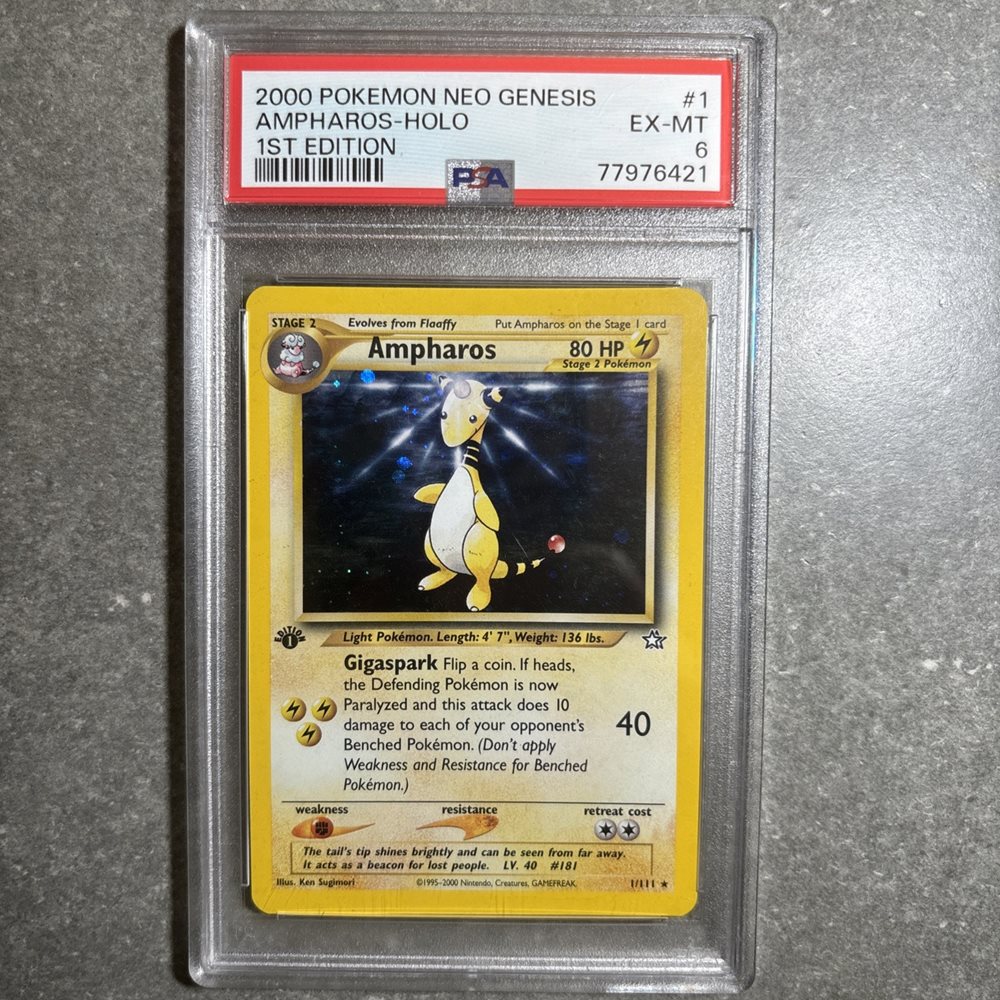 2000 POKEMON NEO GENESIS #1
AMPHAROS-HOLO EX-MT
1ST EDITION 6
PSA 77976421
STAGE 2 Evolves from Flaaffy Put Ampharos on the Stage 1 card
Ampharos 80 HP
Stage 2 Pokémon
EDITION
1
Light Pokémon. Length: 4' 7", Weight: 136 lbs.
Gigaspark Flip a coin. If heads,
the Defending Pokémon is now
Paralyzed and this attack does 10
damage to each of your opponent's
Benched Pokémon. (Don't apply
Weakness and Resistance for Benched
Pokémon.)
40
weakness resistance retreat cost
The tail's tip shines brightly and can be seen from far away.
It acts as a beacon for lost people. LV. 40 #181
Illus. Ken Sugimori ©1995-2000 Nintendo, Creatures, GAMEFREAK. 1/111 ★